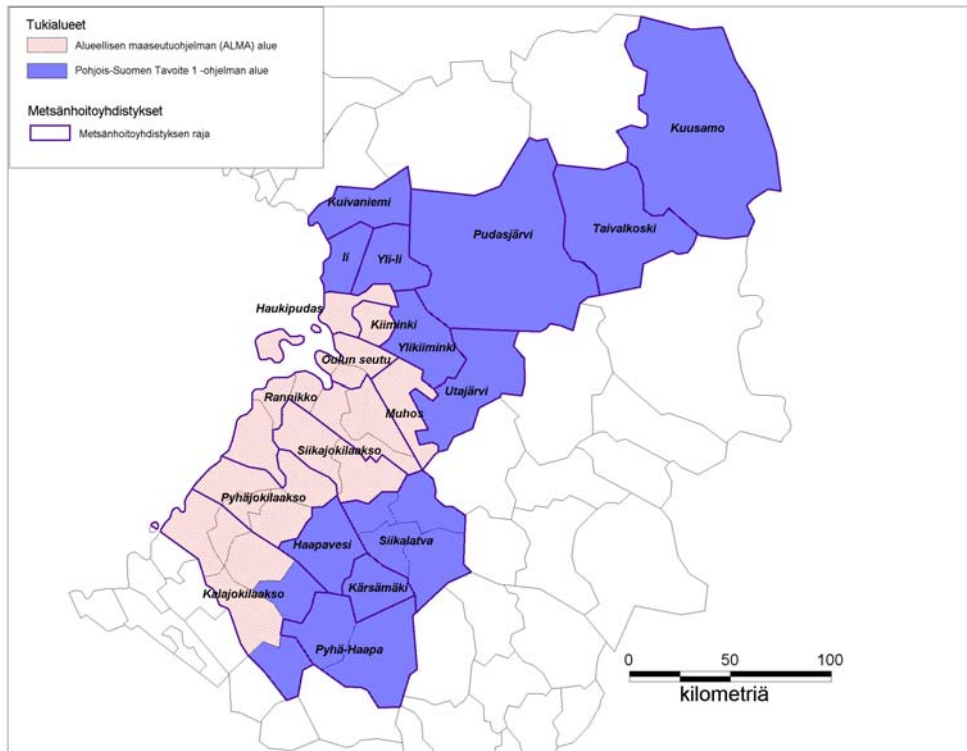 Tukialueet
Alueellisen maaseutuohjelman (ALMA) alue
Pohjois-Suomen Tavoite 1 -ohjelman alue
Metsänhoitoyhdistykset
Metsänhoitoyhdistyksen raja
Kuusamo
Kuivaniemi
Pudasjärvi
Taivalkoski
Ii
Yli-Ii
Haukipudas
Kiiminki
Ylikiiminki
Oulun seutu
Utajärvi
Rannikko
Muhos
Siikajokilaakso
Pyhäjokilaakso
Haapavesi
Siikalatva
Kärsämäki
Kalajokilaakso
Pyhä-Haapa
0 50 100
kilometriä